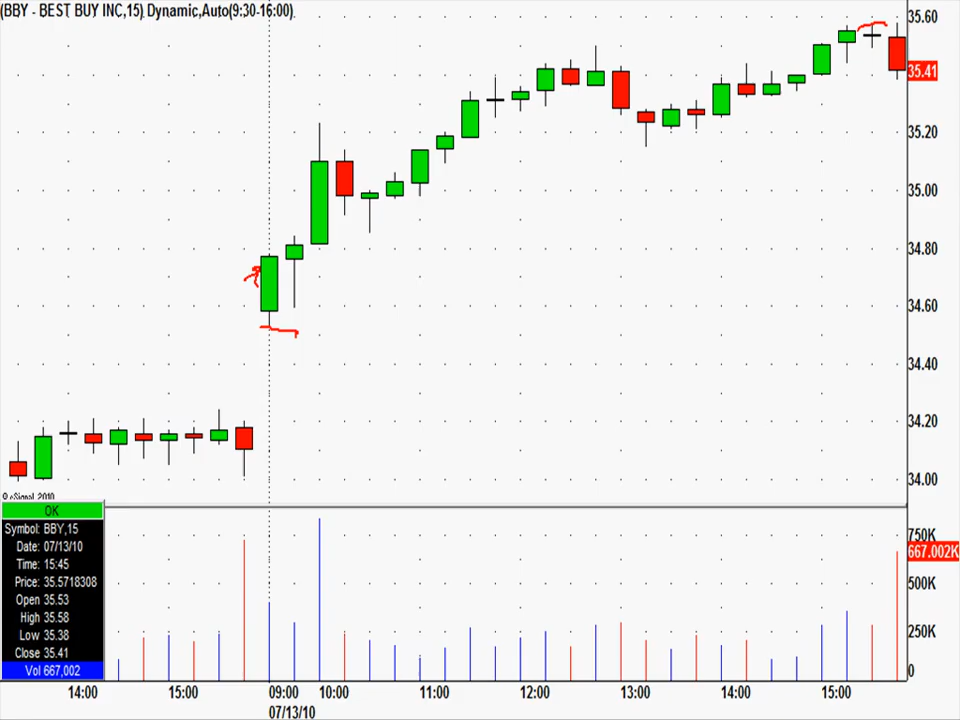 (BBY - BEST BUY INC,15) Dynamic,Auto(9:30-16:00)
35.60
35.41
35.20
35.00
34.80
34.60
34.40
34.20
34.00
© eSignal, 2010
OK
Symbol: BBY,15
Date: 07/13/10
Time: 15:45
Price: 35.5718308
Open 35.53
High 35.58
Low 35.38
Close 35.41
Vol 667,002
750K
667.002K
500K
250K
0
14:00 15:00 09:00 10:00 11:00 12:00 13:00 14:00 15:00
07/13/10